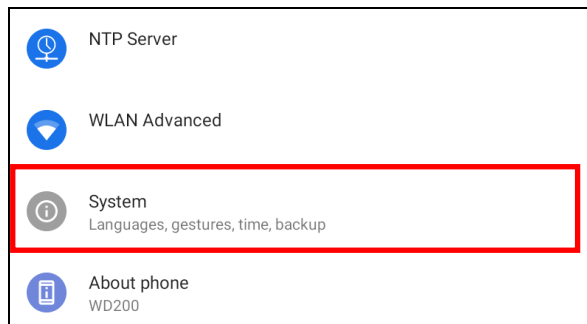 NTP Server
WLAN Advanced
System
Languages, gestures, time, backup
About phone
WD200